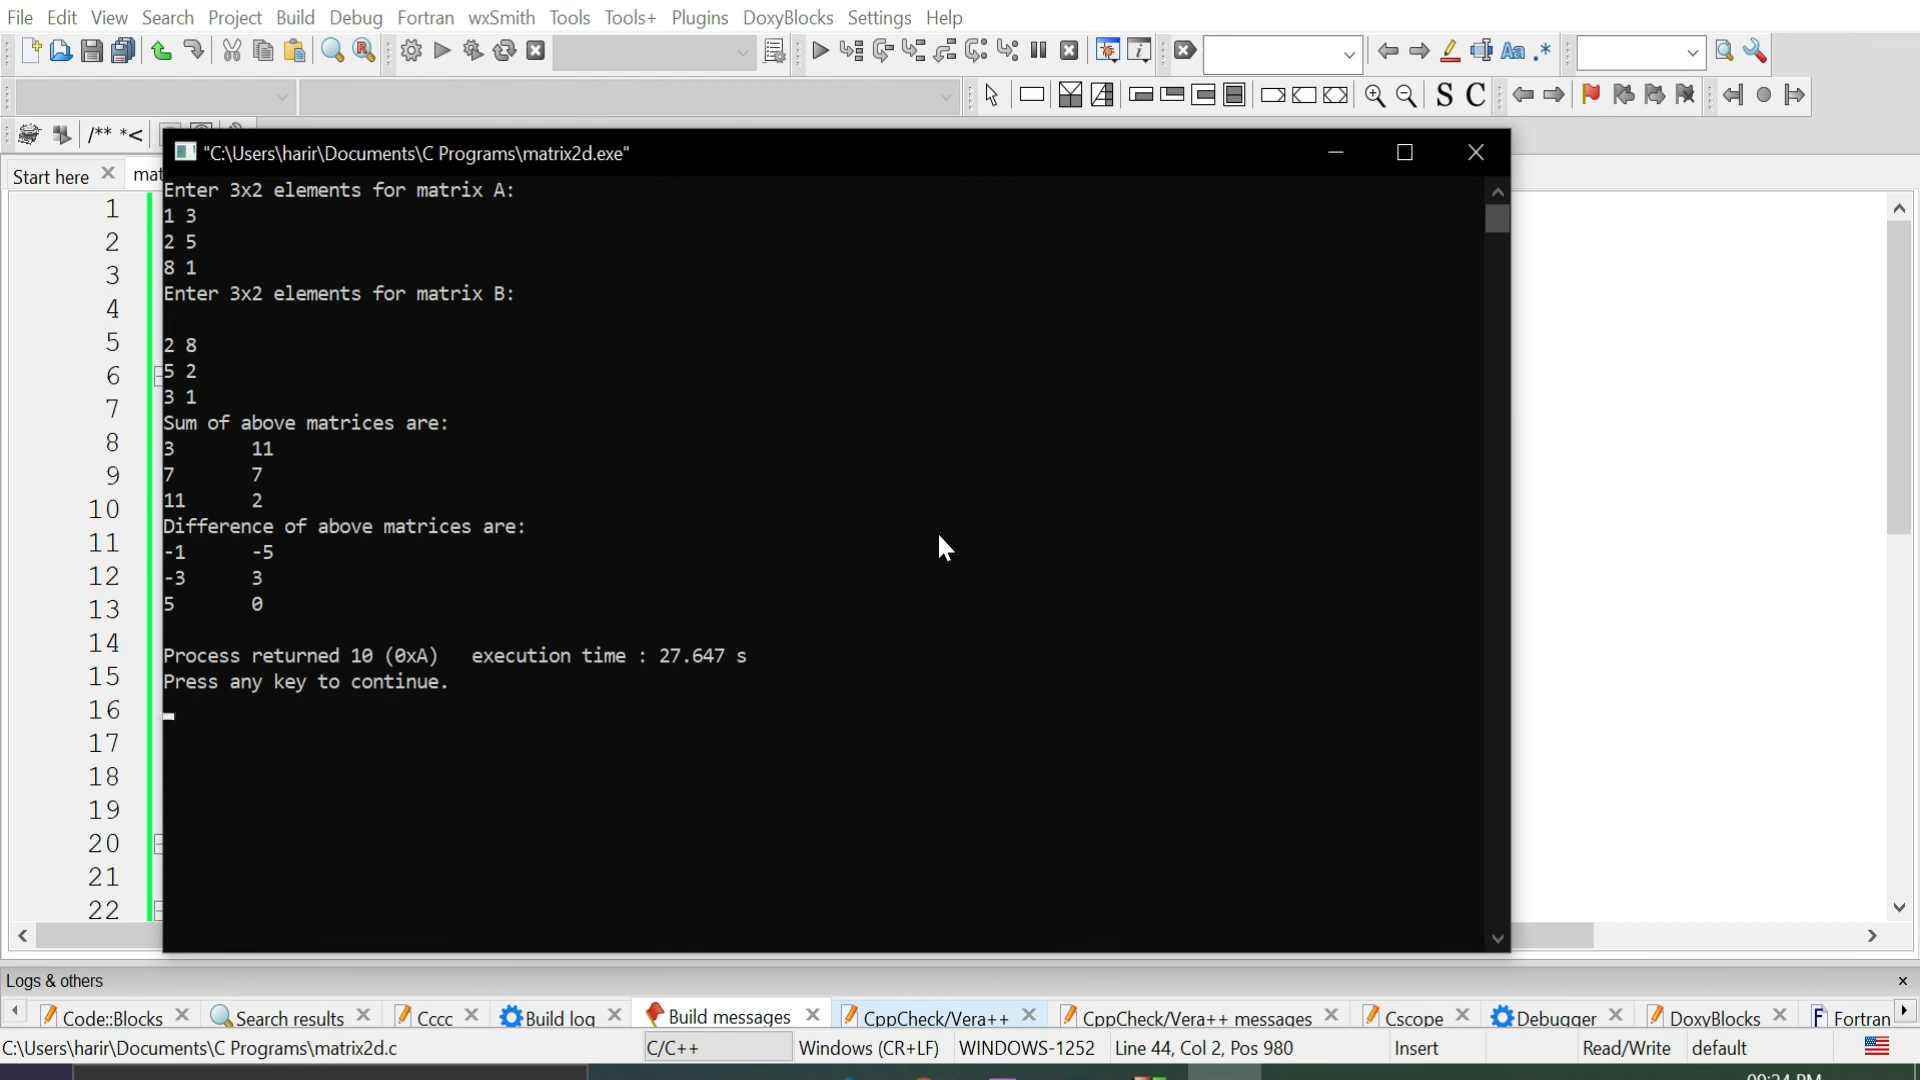 File Edit View Search Project Build Debug Fortran wxSmith Tools Tools+ Plugins DoxyBlocks Settings Help
/** *<
Start here
"C:\Users\harir\Documents\C Programs\matrix2d.exe"
Enter 3x2 elements for matrix A:
1 3
2 5
8 1
Enter 3x2 elements for matrix B:
2 8
5 2
3 1
Sum of above matrices are:
3 11
7 7
11 2
Difference of above matrices are:
-1 -5
-3 3
5 0
Process returned 10 (0xA) execution time : 27.647 s
Press any key to continue.
1
2
3
4
5
6
7
8
9
10
11
12
13
14
15
16
17
18
19
20
21
22
Logs & others
Code::Blocks Search results Cccc Build log Build messages CppCheck/Vera++ CppCheck/Vera++ messages Cscope Debugger DoxyBlocks Fortran
C:\Users\harir\Documents\C Programs\matrix2d.c C/C++ Windows (CR+LF) WINDOWS-1252 Line 44, Col 2, Pos 980 Insert Read/Write default